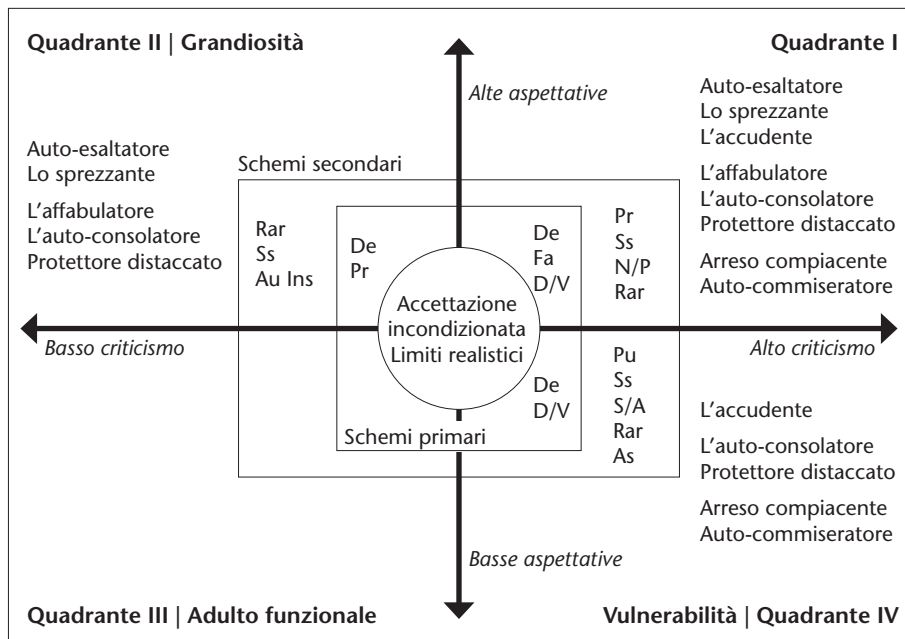 Quadrante II | Grandiosità
Quadrante I
Alte aspettative
Auto-esaltatore
Lo sprezzante
L'accudente
L'affabulatore
L'auto-consolatore
Protettore distaccato
Arreso compiacente
Auto-commiseratore
Auto-esaltatore
Lo sprezzante
L'affabulatore
L'auto-consolatore
Protettore distaccato
Schemi secondari
Rar
Ss
Au Ins
De
Pr
De
Fa
D/V
Pr
Ss
N/P
Rar
Accettazione
incondizionata
Limiti realistici
Basso criticismo
Alto criticismo
De
D/V
Pu
Ss
S/A
Rar
As
Schemi primari
L'accudente
L'auto-consolatore
Protettore distaccato
Arreso compiacente
Auto-commiseratore
Basse aspettative
Quadrante III | Adulto funzionale
Vulnerabilità | Quadrante IV